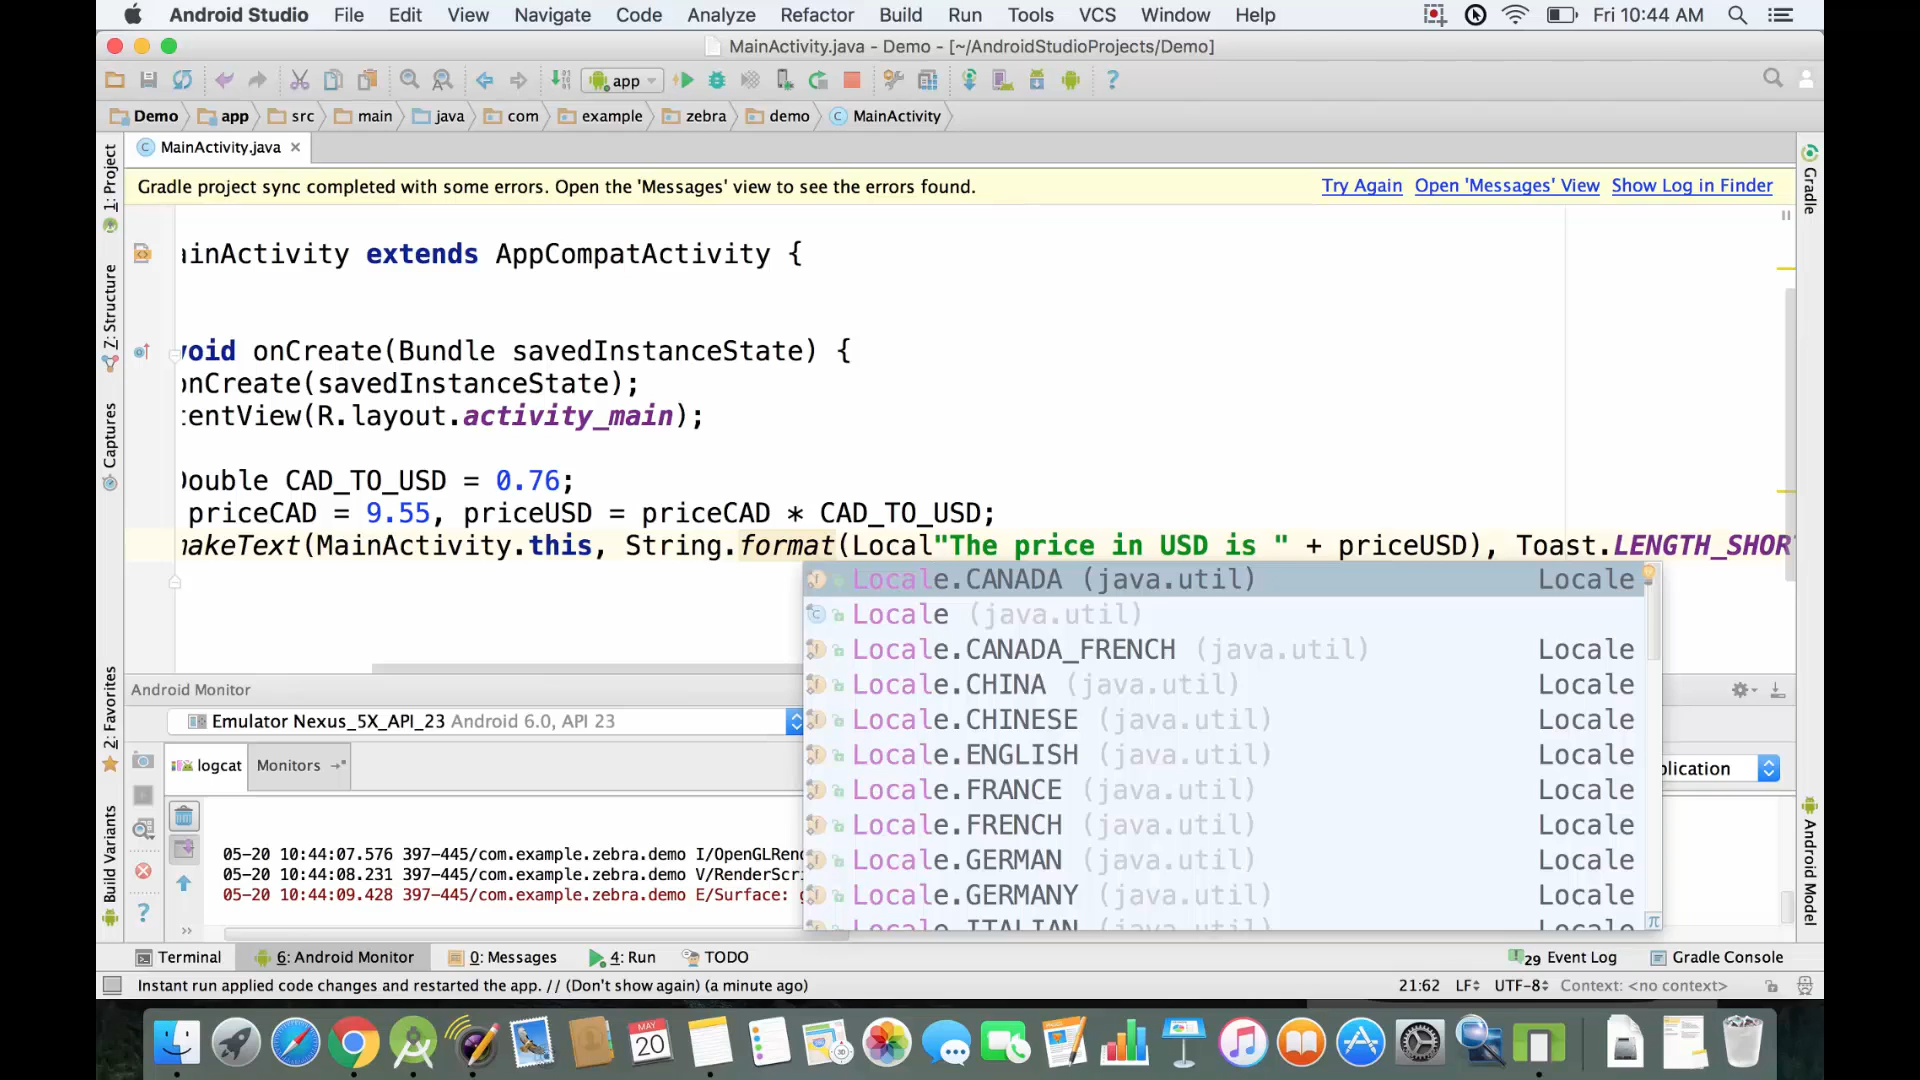 Android Studio File Edit View Navigate Code Analyze Refactor Build Run Tools VCS Window Help Fri 10:44 AM
MainActivity.java - Demo - [~/AndroidStudioProjects/Demo]
app
Demo app src main java com example zebra demo MainActivity
MainActivity.java
1: Project
Gradle project sync completed with some errors. Open the 'Messages' view to see the errors found. Try Again Open 'Messages' View Show Log in Finder
Gradle
ainActivity extends AppCompatActivity {
Z: Structure
void onCreate(Bundle savedInstanceState) {
onCreate(savedInstanceState);
tentView(R.layout.activity_main);
Captures
Double CAD_TO_USD = 0.76;
priceCAD = 9.55, priceUSD = priceCAD * CAD_TO_USD;
makeText(MainActivity.this, String.format(Local"The price in USD is " + priceUSD), Toast.LENGTH_SHOR
Locale.CANADA (java.util) Locale
Locale (java.util)
Locale.CANADA_FRENCH (java.util) Locale
Locale.CHINA (java.util) Locale
Locale.CHINESE (java.util) Locale
Locale.ENGLISH (java.util) Locale
Locale.FRANCE (java.util) Locale
Locale.FRENCH (java.util) Locale
Locale.GERMAN (java.util) Locale
Locale.GERMANY (java.util) Locale
Locale.ITALIAN (java.util) Locale
2: Favorites
Android Monitor
Emulator Nexus_5X_API_23 Android 6.0, API 23
logcat Monitors
plication
Build Variants
Android Model
05-20 10:44:07.576 397-445/com.example.zebra.demo I/OpenGLRen
05-20 10:44:08.231 397-445/com.example.zebra.demo V/RenderScri
05-20 10:44:09.428 397-445/com.example.zebra.demo E/Surface: g
Terminal 6: Android Monitor 0: Messages 4: Run TODO 29 Event Log Gradle Console
Instant run applied code changes and restarted the app. // (Don't show again) (a minute ago) 21:62 LF UTF-8 Context: <no context>
MAY
20